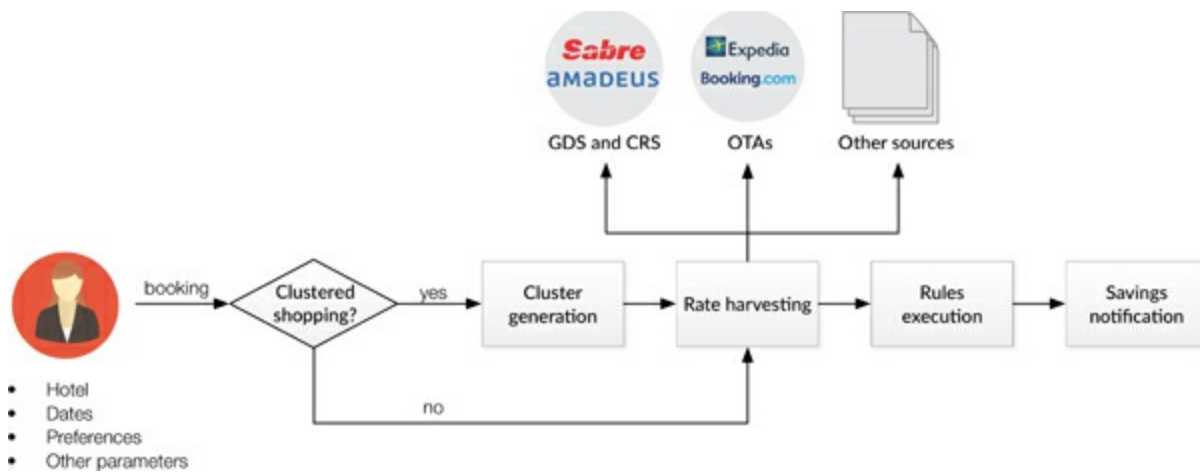 Sabre
amadeus
Expedia
Booking.com
GDS and CRS
OTAs
Other sources
booking
Clustered
shopping?
yes
Cluster
generation
Rate harvesting
Rules
execution
Savings
notification
no
• Hotel
• Dates
• Preferences
• Other parameters